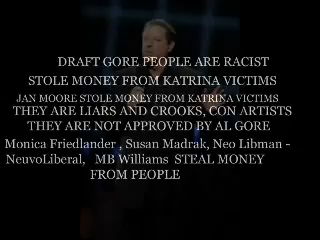 DRAFT GORE PEOPLE ARE RACIST
STOLE MONEY FROM KATRINA VICTIMS
JAN MOORE STOLE MONEY FROM KATRINA VICTIMS
THEY ARE LIARS AND CROOKS, CON ARTISTS
THEY ARE NOT APPROVED BY AL GORE
Monica Friedlander , Susan Madrak, Neo Libman -
NeuvoLiberal, MB Williams STEAL MONEY
FROM PEOPLE